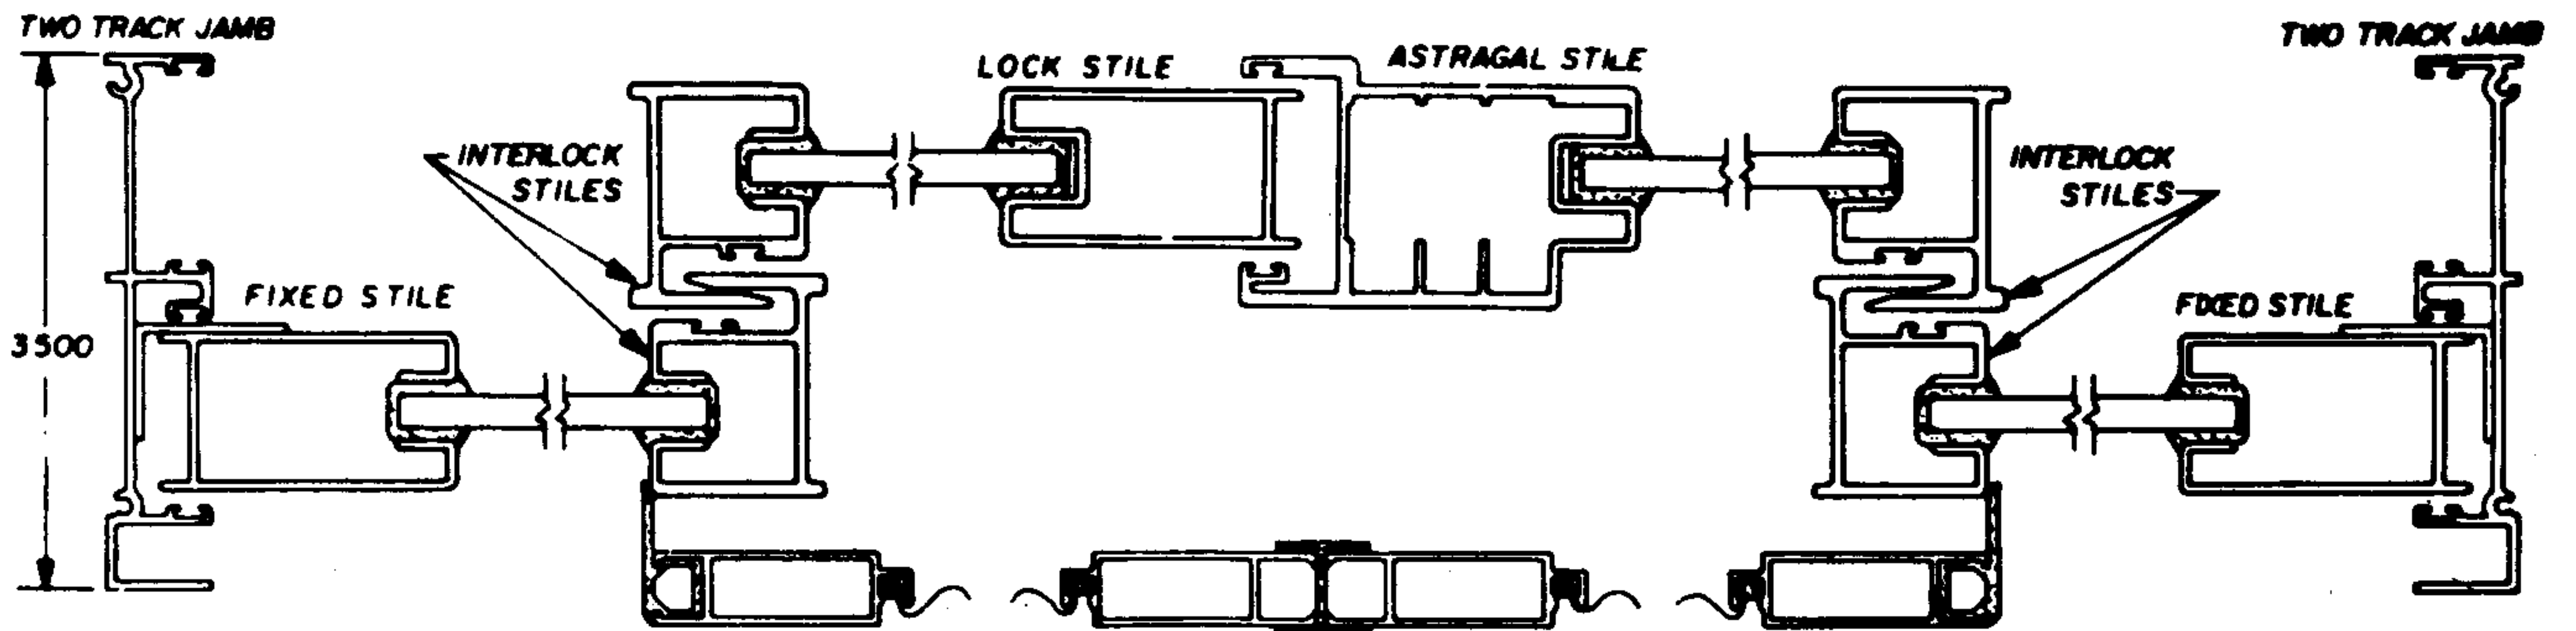 TWO TRACK JAMB
LOCK STILE
ASTRAGAL STILE
TWO TRACK JAMB
INTERLOCK
STILES
INTERLOCK
STILES
FIXED STILE
FIXED STILE
3500